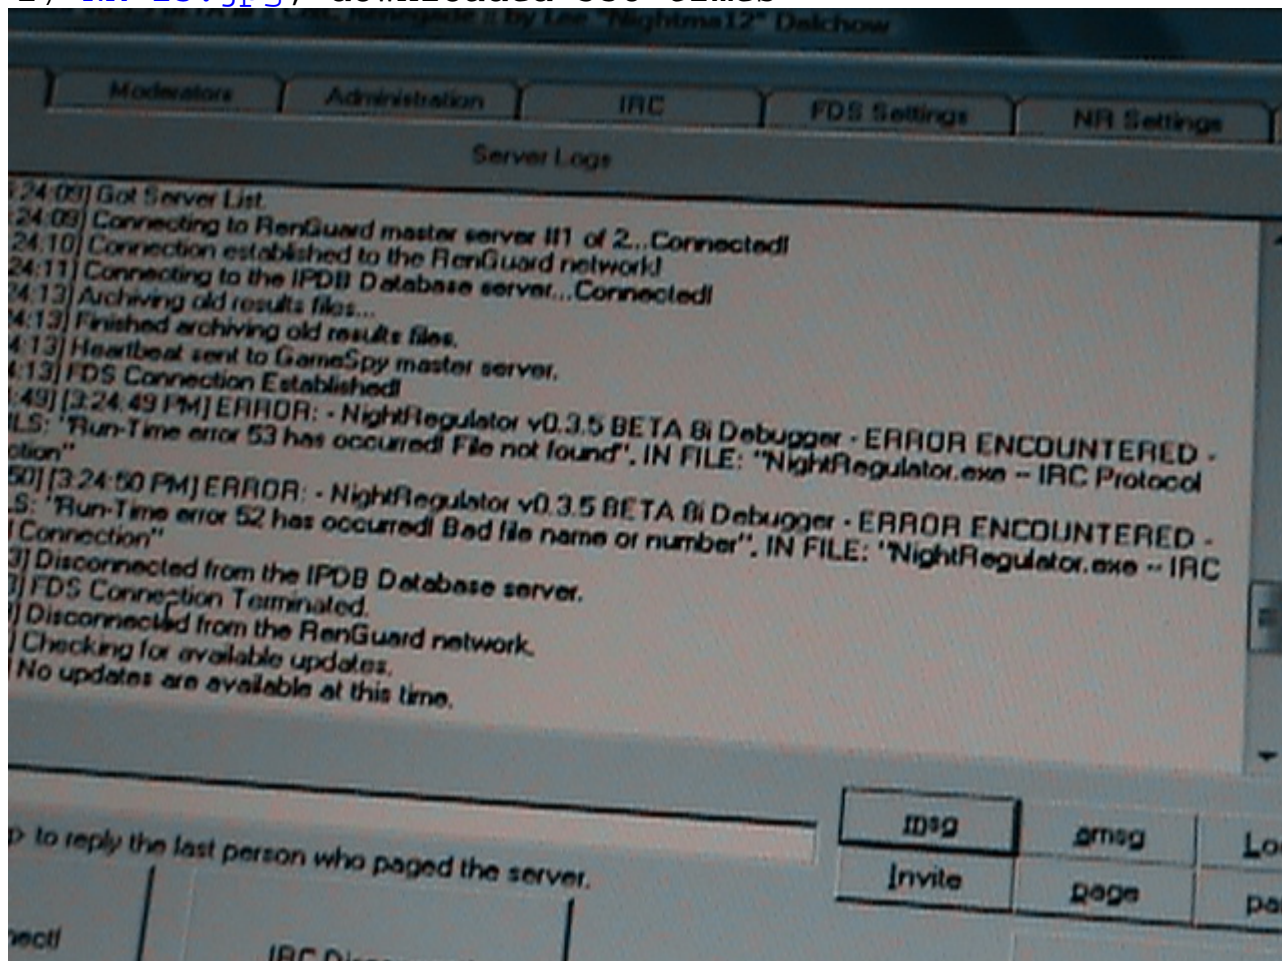 by Lee "Nightma12" Dalchow
Moderators Administration IRC FDS Settings NR Settings
Server Logs
:24:09] Got Server List.
:24:09] Connecting to RenGuard master server #1 of 2...Connected!
24:10] Connection established to the RenGuard network!
24:11] Connecting to the IPDB Database server...Connected!
24:13] Archiving old results files...
4:13] Finished archiving old results files.
4:13] Heartbeat sent to GameSpy master server.
:13] FDS Connection Established!
:49] [3:24:49 PM] ERROR: - NightRegulator v0.3.5 BETA 8i Debugger - ERROR ENCOUNTERED -
ILS: "Run-Time error 53 has occurred! File not found", IN FILE: "NightRegulator.exe -- IRC Protocol
ction"
50] [3:24:50 PM] ERROR: - NightRegulator v0.3.5 BETA 8i Debugger - ERROR ENCOUNTERED -
LS: "Run-Time error 52 has occurred! Bad file name or number", IN FILE: "NightRegulator.exe -- IRC
Connection"
3] Disconnected from the IPDB Database server.
3] FDS Connection Terminated.
] Disconnected from the RenGuard network.
] Checking for available updates.
No updates are available at this time.
msg amsg Lo
> to reply the last person who paged the server.
Invite page pa
nect!
IRC